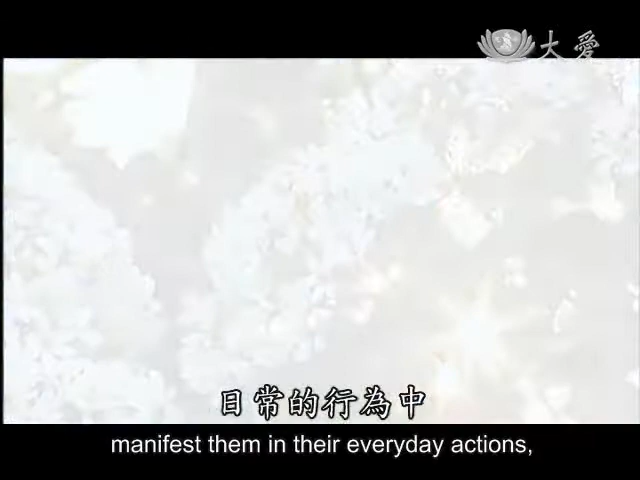 大愛
日常的行為中
manifest them in their everyday actions,